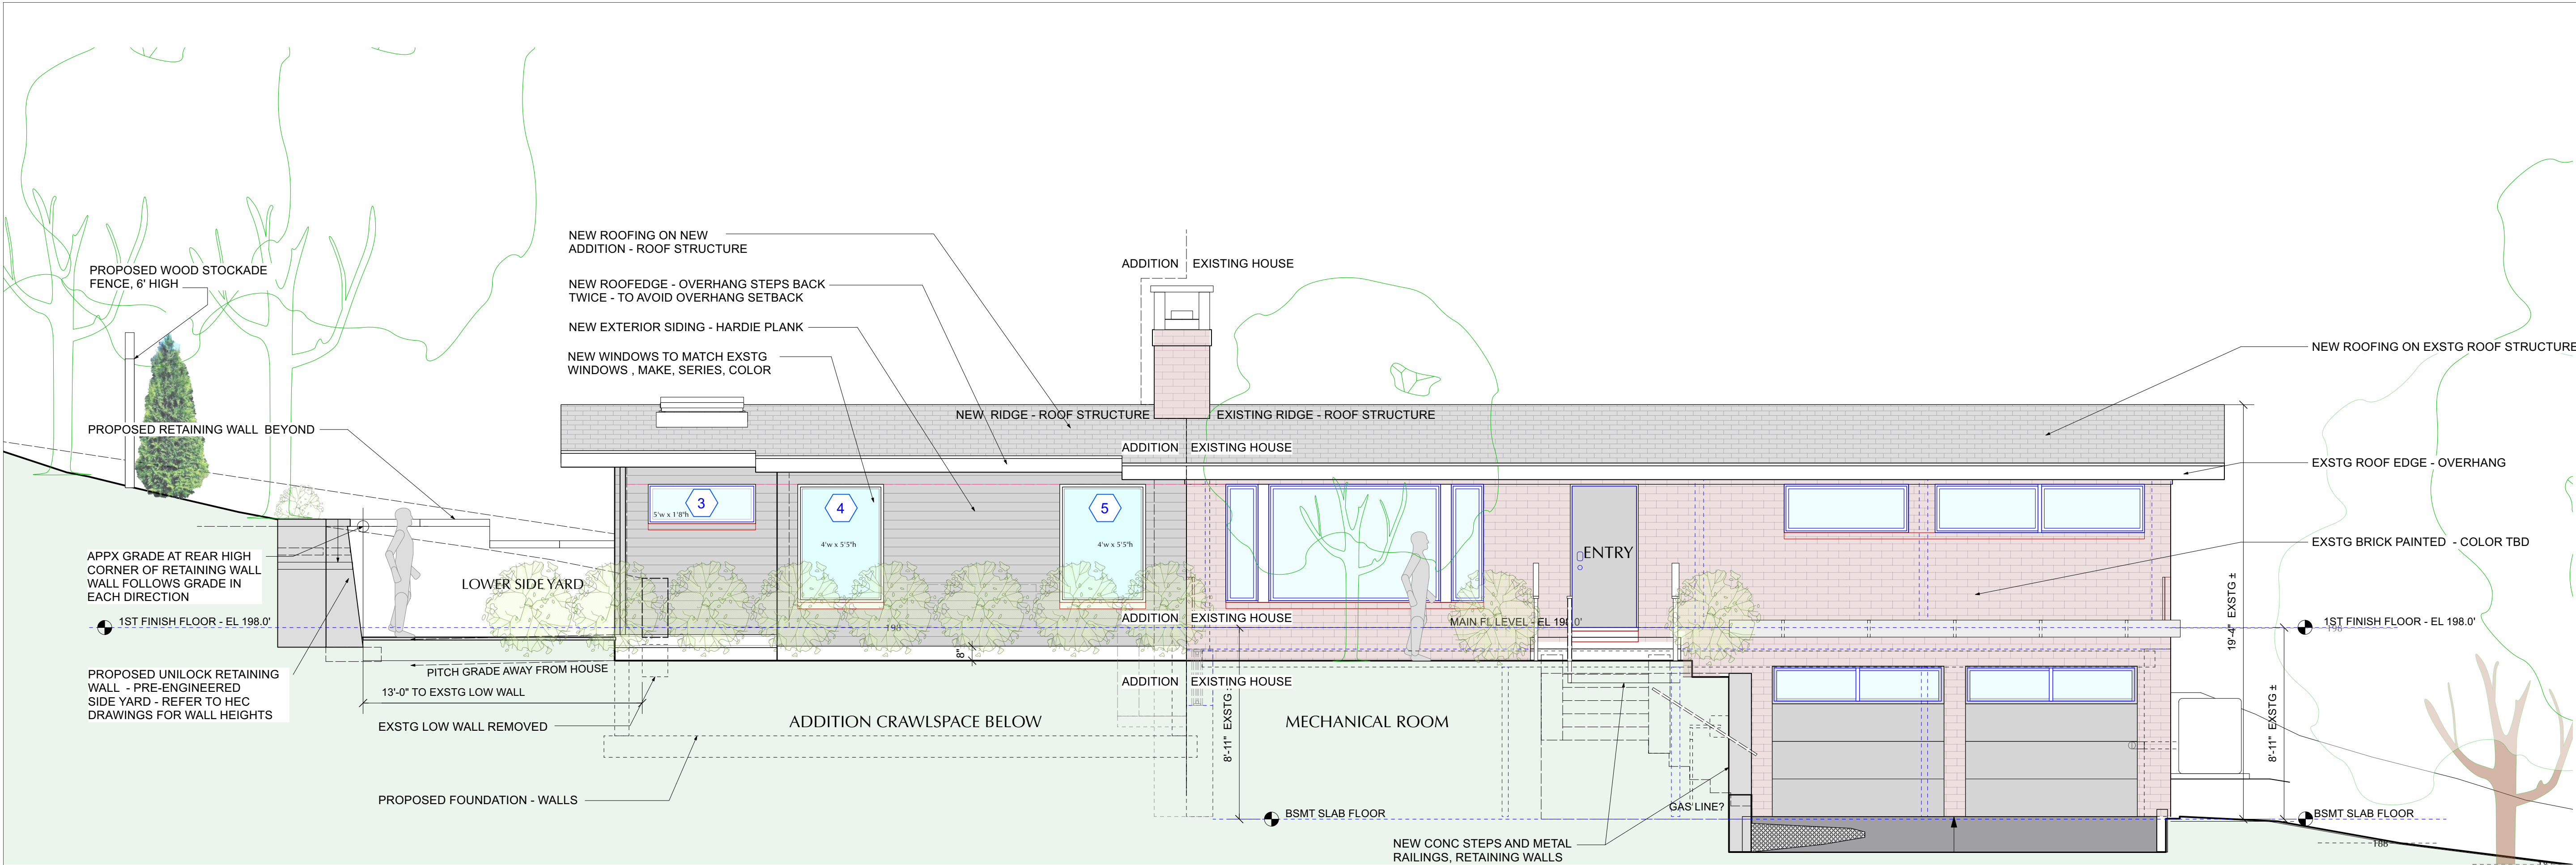 NEW ROOFING ON NEW
ADDITION - ROOF STRUCTURE
PROPOSED WOOD STOCKADE
FENCE, 6' HIGH
NEW ROOFEDGE - OVERHANG STEPS BACK
TWICE - TO AVOID OVERHANG SETBACK
NEW EXTERIOR SIDING - HARDIE PLANK
NEW WINDOWS TO MATCH EXSTG
WINDOWS , MAKE, SERIES, COLOR
ADDITION EXISTING HOUSE
NEW ROOFING ON EXSTG ROOF STRUCTURE
NEW RIDGE - ROOF STRUCTURE
EXISTING RIDGE - ROOF STRUCTURE
PROPOSED RETAINING WALL BEYOND
ADDITION EXISTING HOUSE
EXSTG ROOF EDGE - OVERHANG
3
5'w x 1'8"h
4
4'w x 5'5"h
5
4'w x 5'5"h
ENTRY
EXSTG BRICK PAINTED - COLOR TBD
APPX GRADE AT REAR HIGH
CORNER OF RETAINING WALL
WALL FOLLOWS GRADE IN
EACH DIRECTION
LOWER SIDE YARD
19'-4" EXSTG ±
1ST FINISH FLOOR - EL 198.0'
198
ADDITION EXISTING HOUSE
MAIN FL LEVEL - EL 198.0'
1ST FINISH FLOOR - EL 198.0'
198
8"
PITCH GRADE AWAY FROM HOUSE
PROPOSED UNILOCK RETAINING
WALL - PRE-ENGINEERED
SIDE YARD - REFER TO HEC
DRAWINGS FOR WALL HEIGHTS
13'-0" TO EXSTG LOW WALL
ADDITION EXISTING HOUSE
EXSTG LOW WALL REMOVED
ADDITION CRAWLSPACE BELOW
MECHANICAL ROOM
8'-11" EXSTG ±
8'-11" EXSTG ±
PROPOSED FOUNDATION - WALLS
GAS LINE?
BSMT SLAB FLOOR
BSMT SLAB FLOOR
NEW CONC STEPS AND METAL
RAILINGS, RETAINING WALLS
188